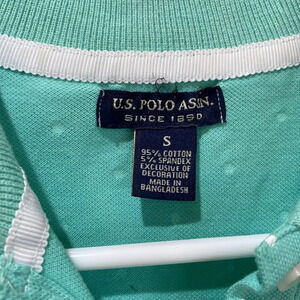 U.S. POLO ASSN.
SINCE 1890
S
95% COTTON
5% SPANDEX
EXCLUSIVE OF
DECORATION
MADE IN
BANGLADESH